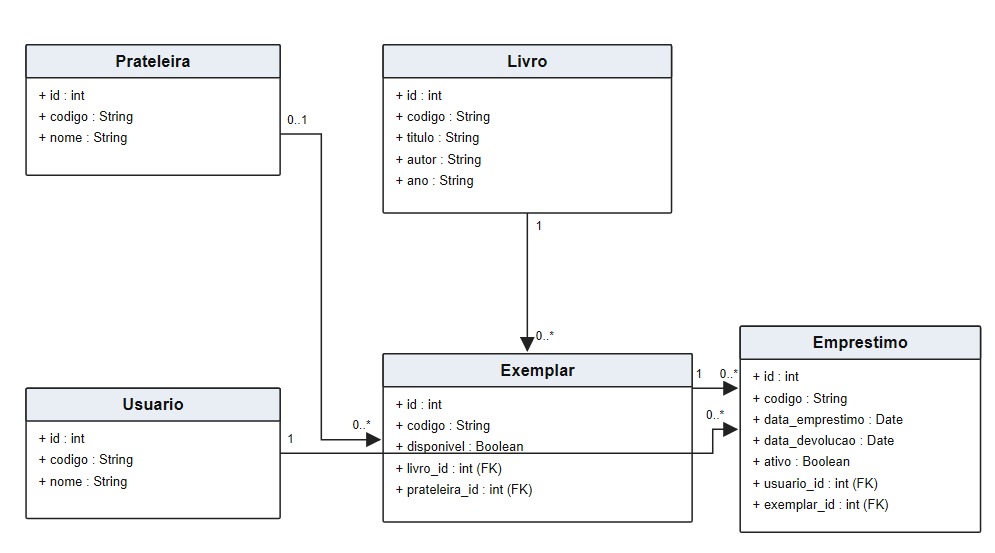 Prateleira
+ id : int
+ codigo : String
+ nome : String
0..1
0..*
Livro
+ id : int
+ codigo : String
+ titulo : String
+ autor : String
+ ano : String
1
0..*
Usuario
+ id : int
+ codigo : String
+ nome : String
1
0..*
Exemplar
+ id : int
+ codigo : String
+ disponivel : Boolean
+ livro_id : int (FK)
+ prateleira_id : int (FK)
1
0..*
Emprestimo
+ id : int
+ codigo : String
+ data_emprestimo : Date
+ data_devolucao : Date
+ ativo : Boolean
+ usuario_id : int (FK)
+ exemplar_id : int (FK)